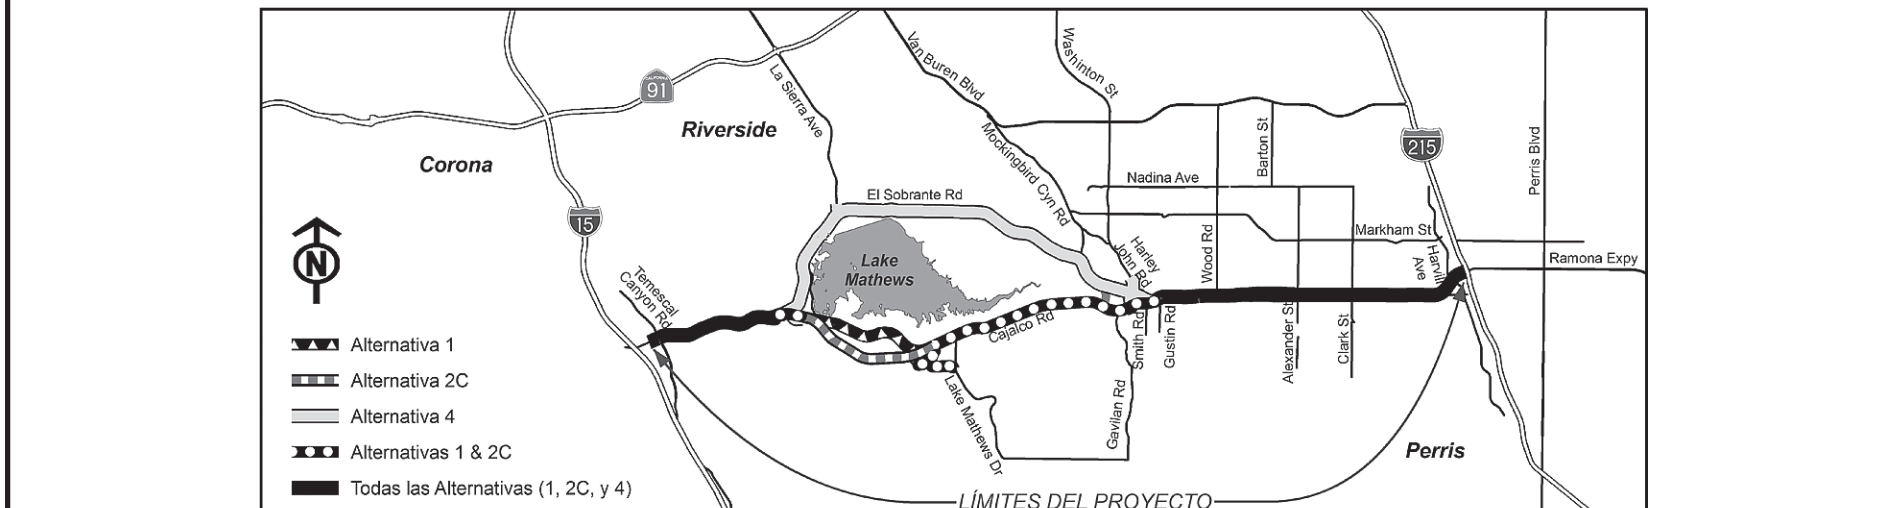 Van Buren Blvd
Washinton St
CALIFORNIA
91
La Sierra Ave
Riverside
Corona
Mockingbird Cyn Rd
Barton St
215
Perris Blvd
Nadina Ave
El Sobrante Rd
15
Markham St
Wood Rd
Harley
John Rd
Harvill
Ave
Ramona Expy
N
Lake
Mathews
Temescal
Canyon Rd
Cajalco Rd
Smith Rd
Gustin Rd
Alexander St
Clark St
Lake Mathews Dr
Gavilan Rd
Perris
Alternativa 1
Alternativa 2C
Alternativa 4
Alternativas 1 & 2C
Todas las Alternativas (1, 2C, y 4)
LÍMITES DEL PROYECTO